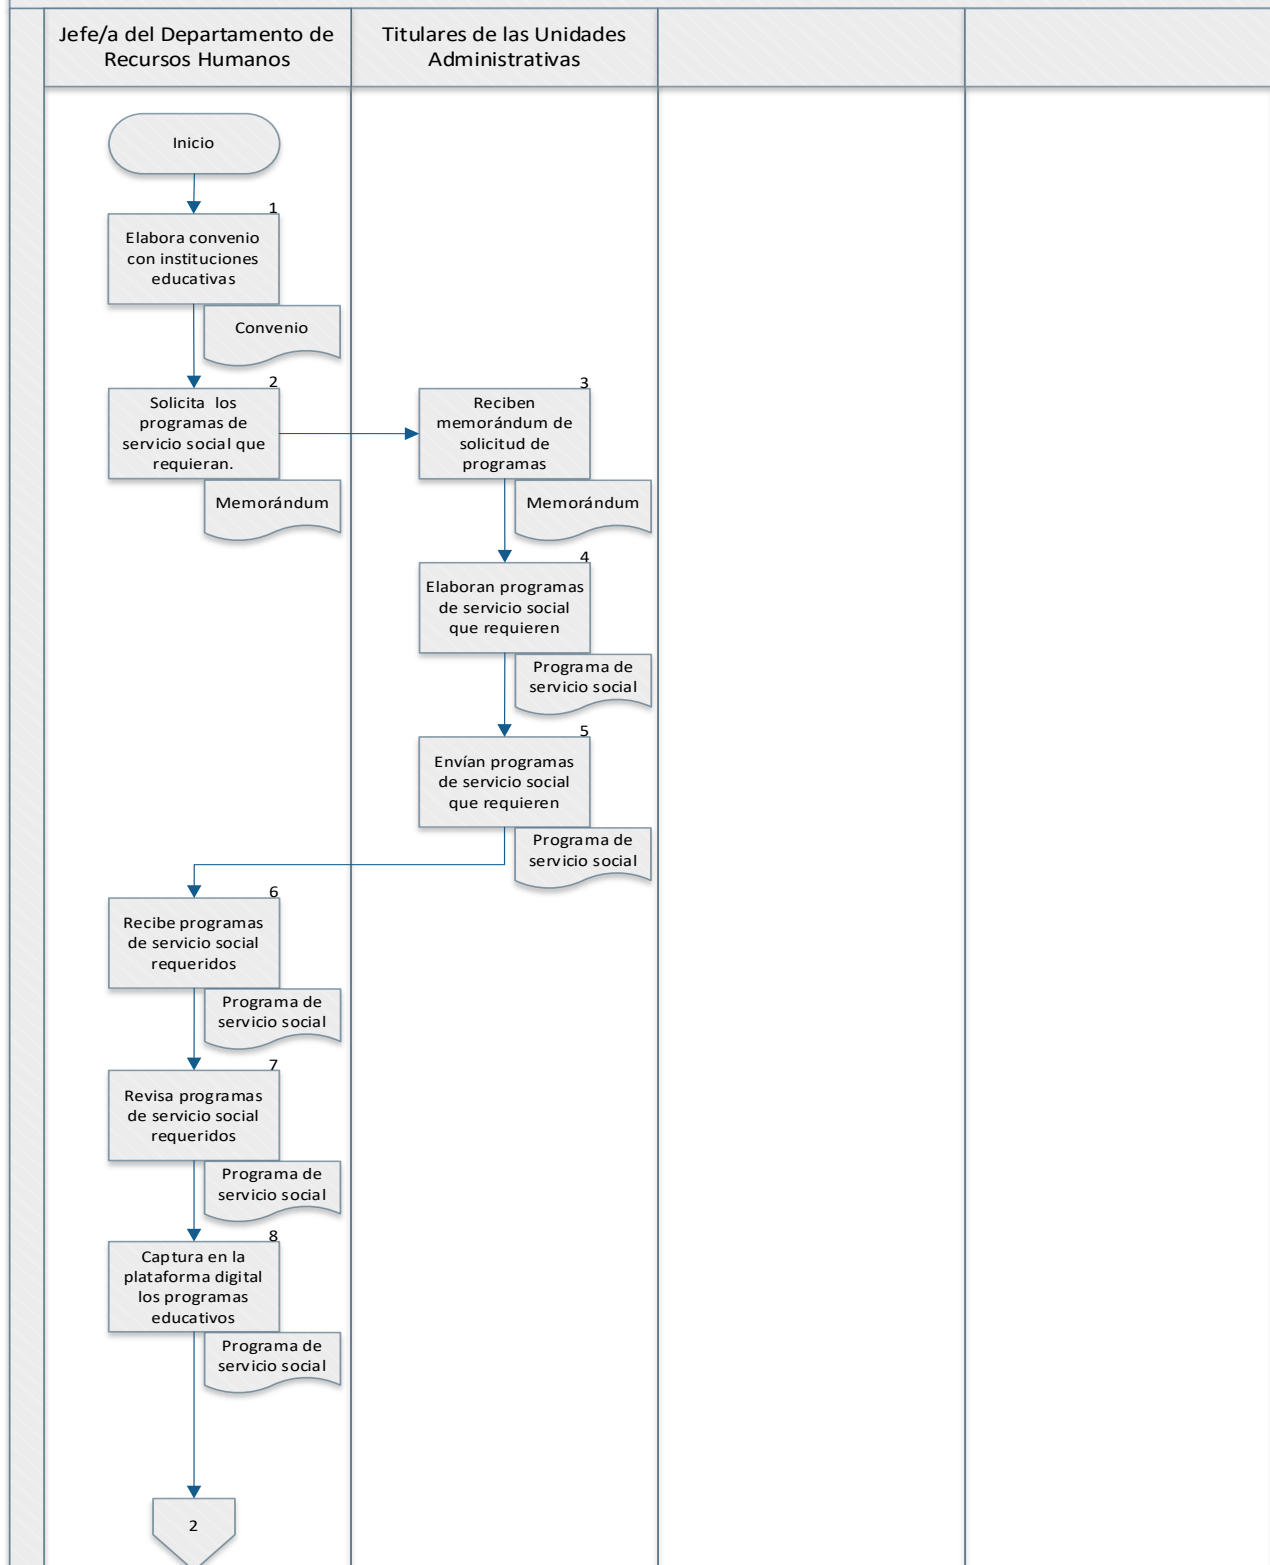 Jefe/a del Departamento de
Recursos Humanos
Titulares de las Unidades
Administrativas
Inicio
1
Elabora convenio
con instituciones
educativas
Convenio
2
Solicita los
programas de
servicio social que
requieran.
Memorándum
3
Reciben
memorándum de
solicitud de
programas
Memorándum
4
Elaboran programas
de servicio social
que requieren
Programa de
servicio social
5
Envían programas
de servicio social
que requieren
Programa de
servicio social
6
Recibe programas
de servicio social
requeridos
Programa de
servicio social
7
Revisa programas
de servicio social
requeridos
Programa de
servicio social
8
Captura en la
plataforma digital
los programas
educativos
Programa de
servicio social
2